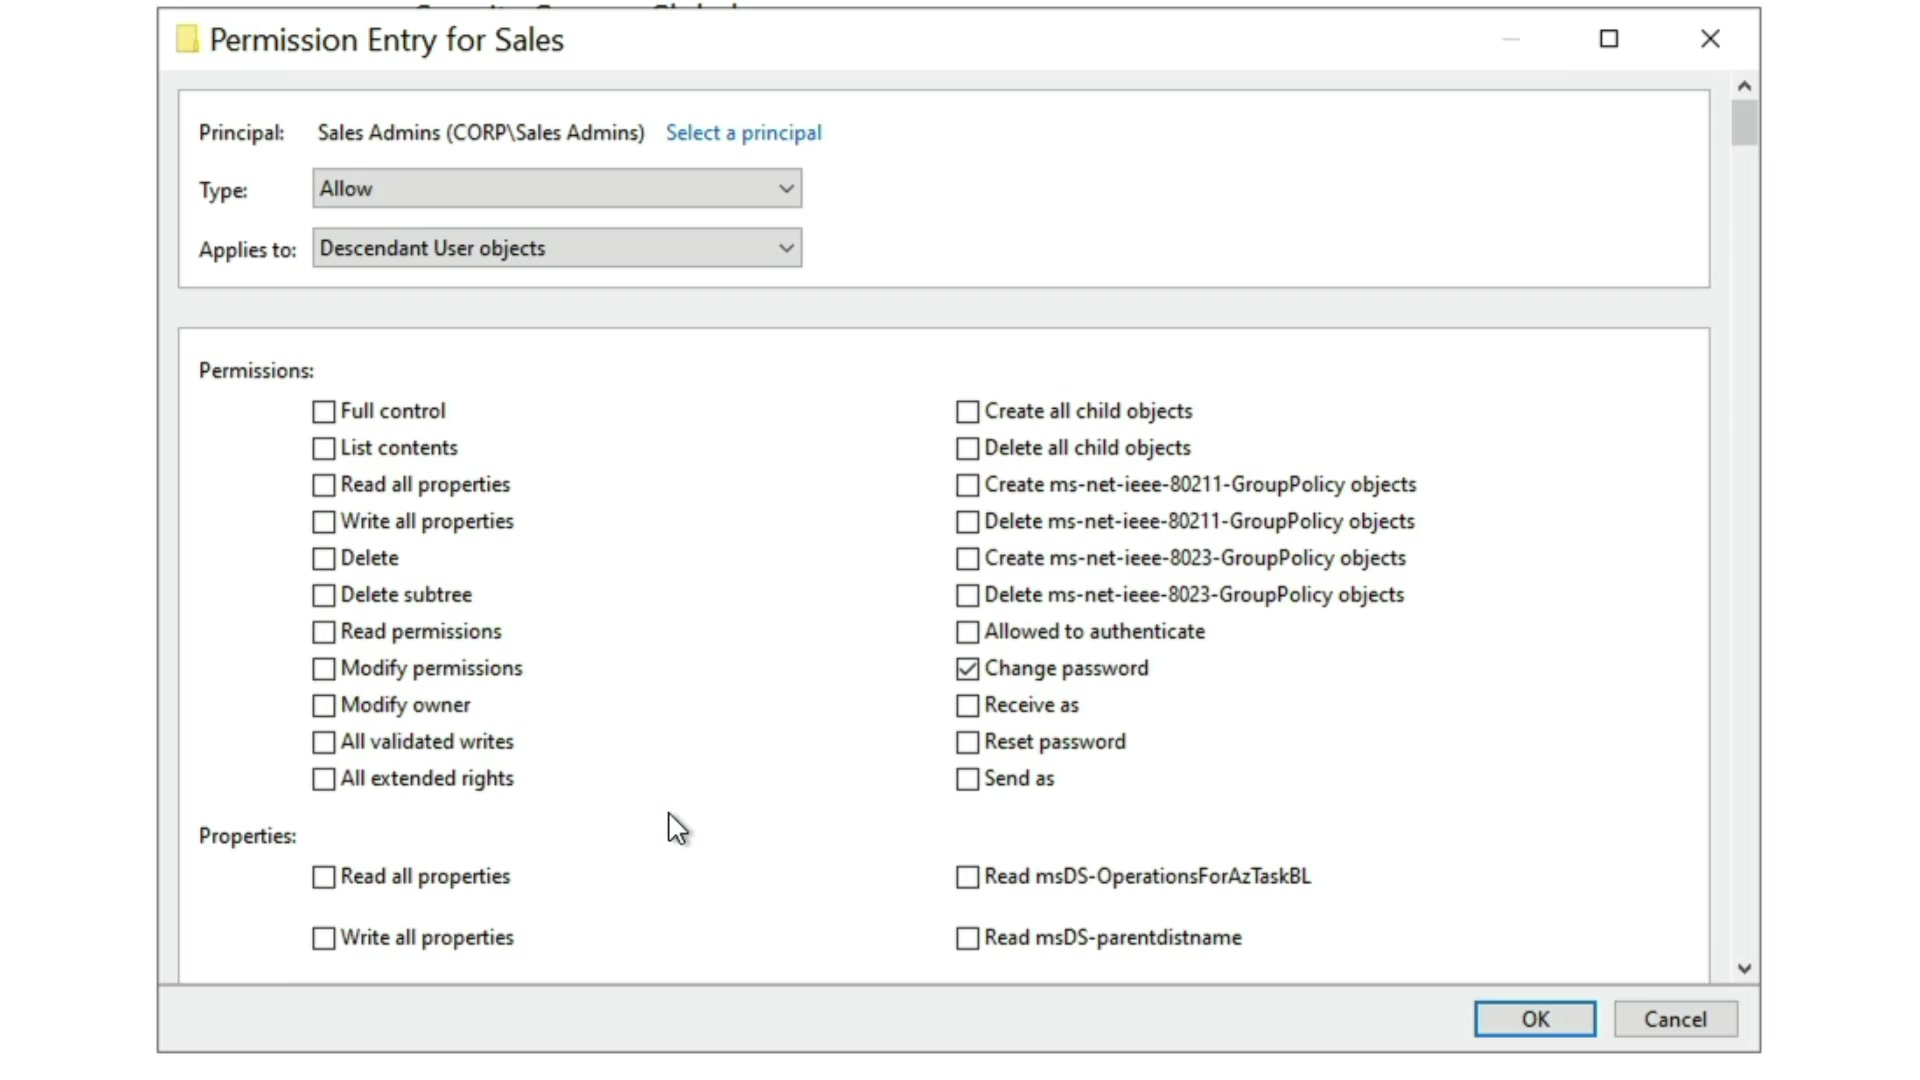 Permission Entry for Sales
Principal: Sales Admins (CORP\Sales Admins) Select a principal
Type: Allow
Applies to: Descendant User objects
Permissions:
Full control Create all child objects
List contents Delete all child objects
Read all properties Create ms-net-ieee-80211-GroupPolicy objects
Write all properties Delete ms-net-ieee-80211-GroupPolicy objects
Delete Create ms-net-ieee-8023-GroupPolicy objects
Delete subtree Delete ms-net-ieee-8023-GroupPolicy objects
Read permissions Allowed to authenticate
Modify permissions Change password
Modify owner Receive as
All validated writes Reset password
All extended rights Send as
Properties:
Read all properties Read msDS-OperationsForAzTaskBL
Write all properties Read msDS-parentdistname
OK Cancel